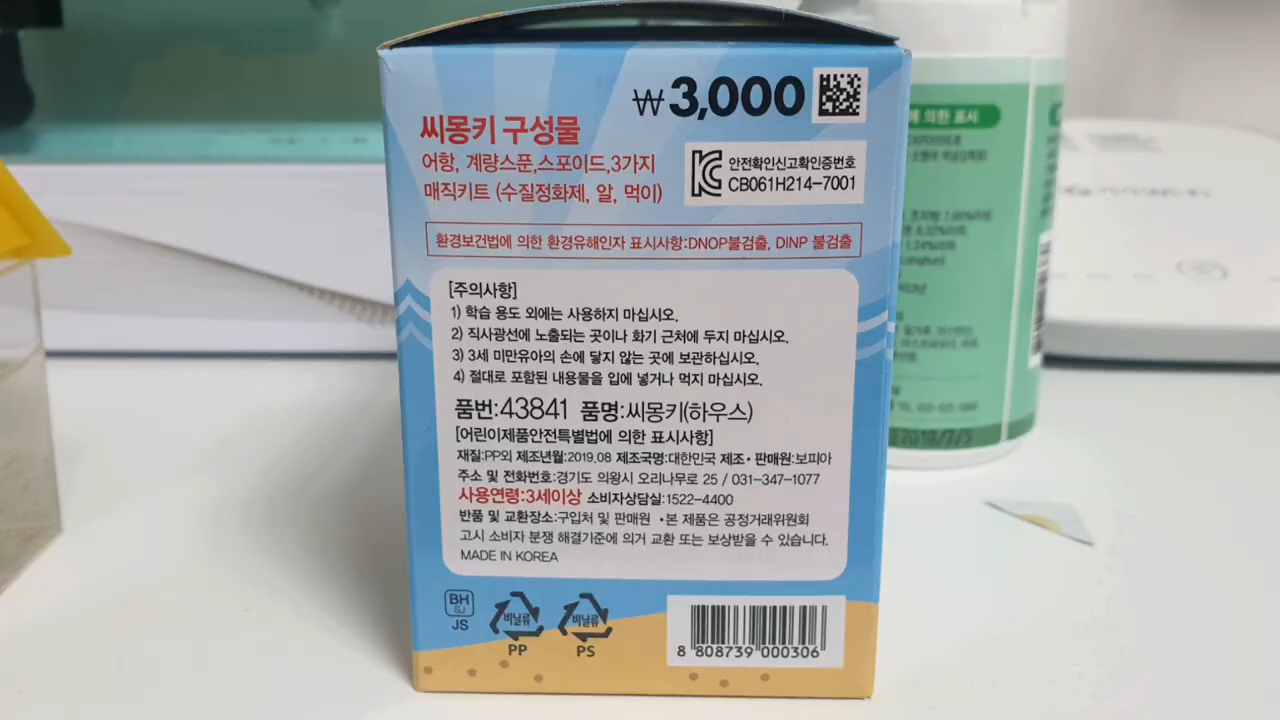 ₩3,000
씨몽키 구성물
어항, 계량스푼,스포이드,3가지
매직키트 (수질정화제, 알, 먹이)
안전확인신고확인증번호
CB061H214-7001
환경보건법에 의한 환경유해인자 표시사항:DNOP불검출, DINP 불검출
[주의사항]
1) 학습 용도 외에는 사용하지 마십시오.
2) 직사광선에 노출되는 곳이나 화기 근처에 두지 마십시오.
3) 3세 미만유아의 손에 닿지 않는 곳에 보관하십시오.
4) 절대로 포함된 내용물을 입에 넣거나 먹지 마십시오.
품번:43841 품명:씨몽키(하우스)
[어린이제품안전특별법에 의한 표시사항]
재질:PP외 제조년월:2019.08 제조국명:대한민국 제조·판매원:보피아
주소 및 전화번호:경기도 의왕시 오리나무로 25 / 031-347-1077
사용연령:3세이상 소비자상담실:1522-4400
반품 및 교환장소:구입처 및 판매원 ·본 제품은 공정거래위원회
고시 소비자 분쟁 해결기준에 의거 교환 또는 보상받을 수 있습니다.
MADE IN KOREA
BH
SJ
JS
비닐류
PP
비닐류
PS
8 808739 000306
에 의한 표시
2018/7/5